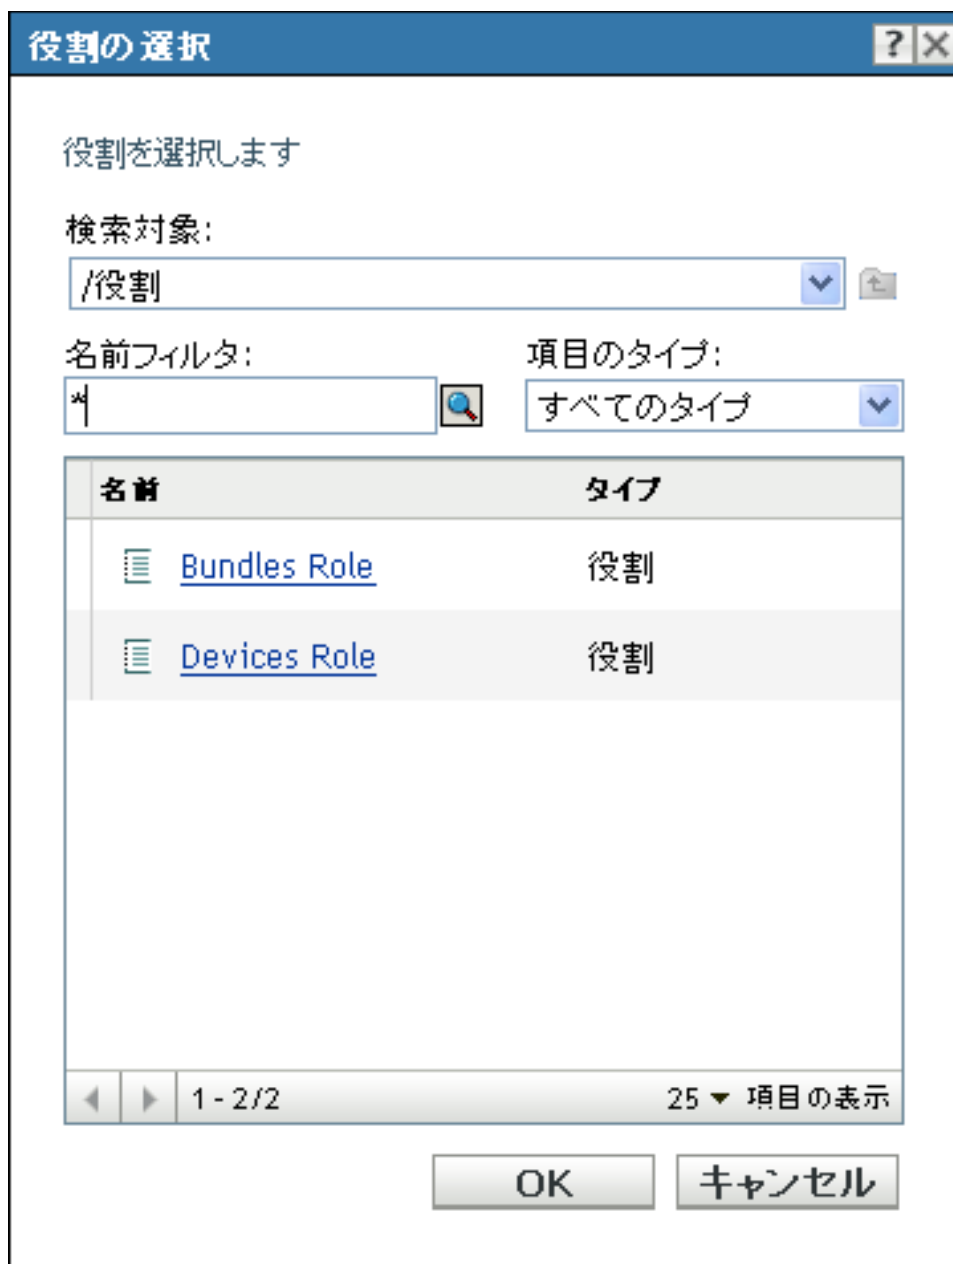 役割の選択
役割を選択します
検索対象:
/役割
名前フィルタ: 項目のタイプ:
* すべてのタイプ
名前 タイプ
Bundles Role 役割
Devices Role 役割
1 - 2/2 25 項目の表示
OK キャンセル